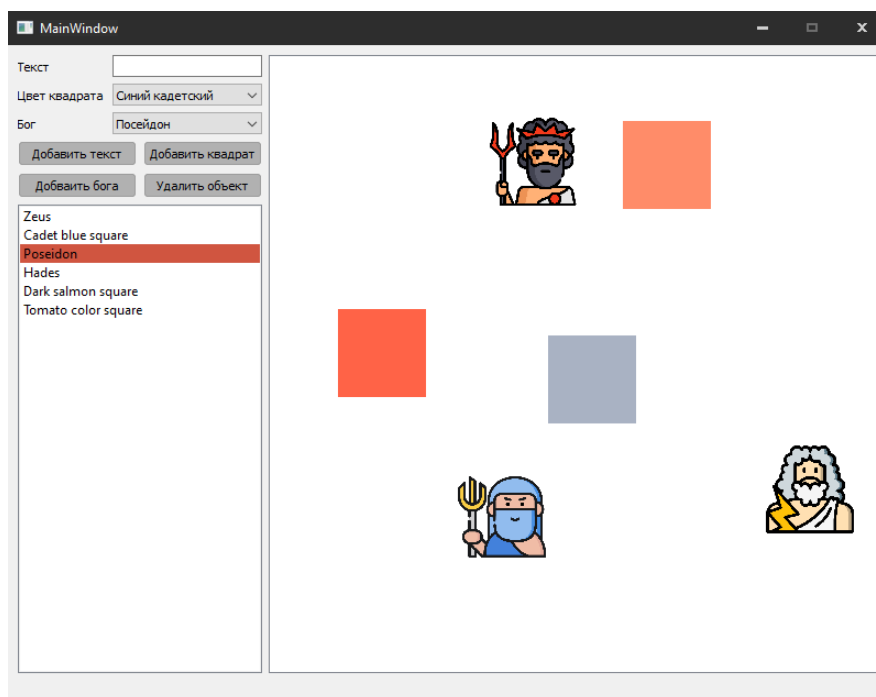 MainWindow
Текст
Цвет квадрата Синий кадетский
Бог Посейдон
Добавить текст Добавить квадрат
Добваить бога Удалить объект
Zeus
Cadet blue square
Poseidon
Hades
Dark salmon square
Tomato color square